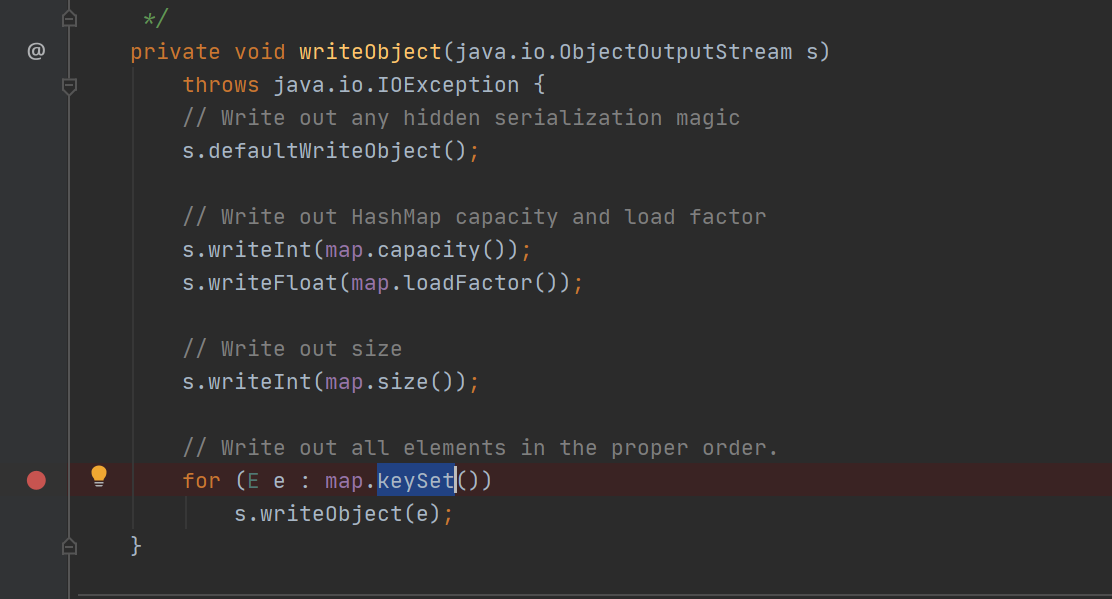 */
@
private void writeObject(java.io.ObjectOutputStream s)
throws java.io.IOException {
// Write out any hidden serialization magic
s.defaultWriteObject();
// Write out HashMap capacity and load factor
s.writeInt(map.capacity());
s.writeFloat(map.loadFactor());
// Write out size
s.writeInt(map.size());
// Write out all elements in the proper order.
for (E e : map.keySet())
s.writeObject(e);
}